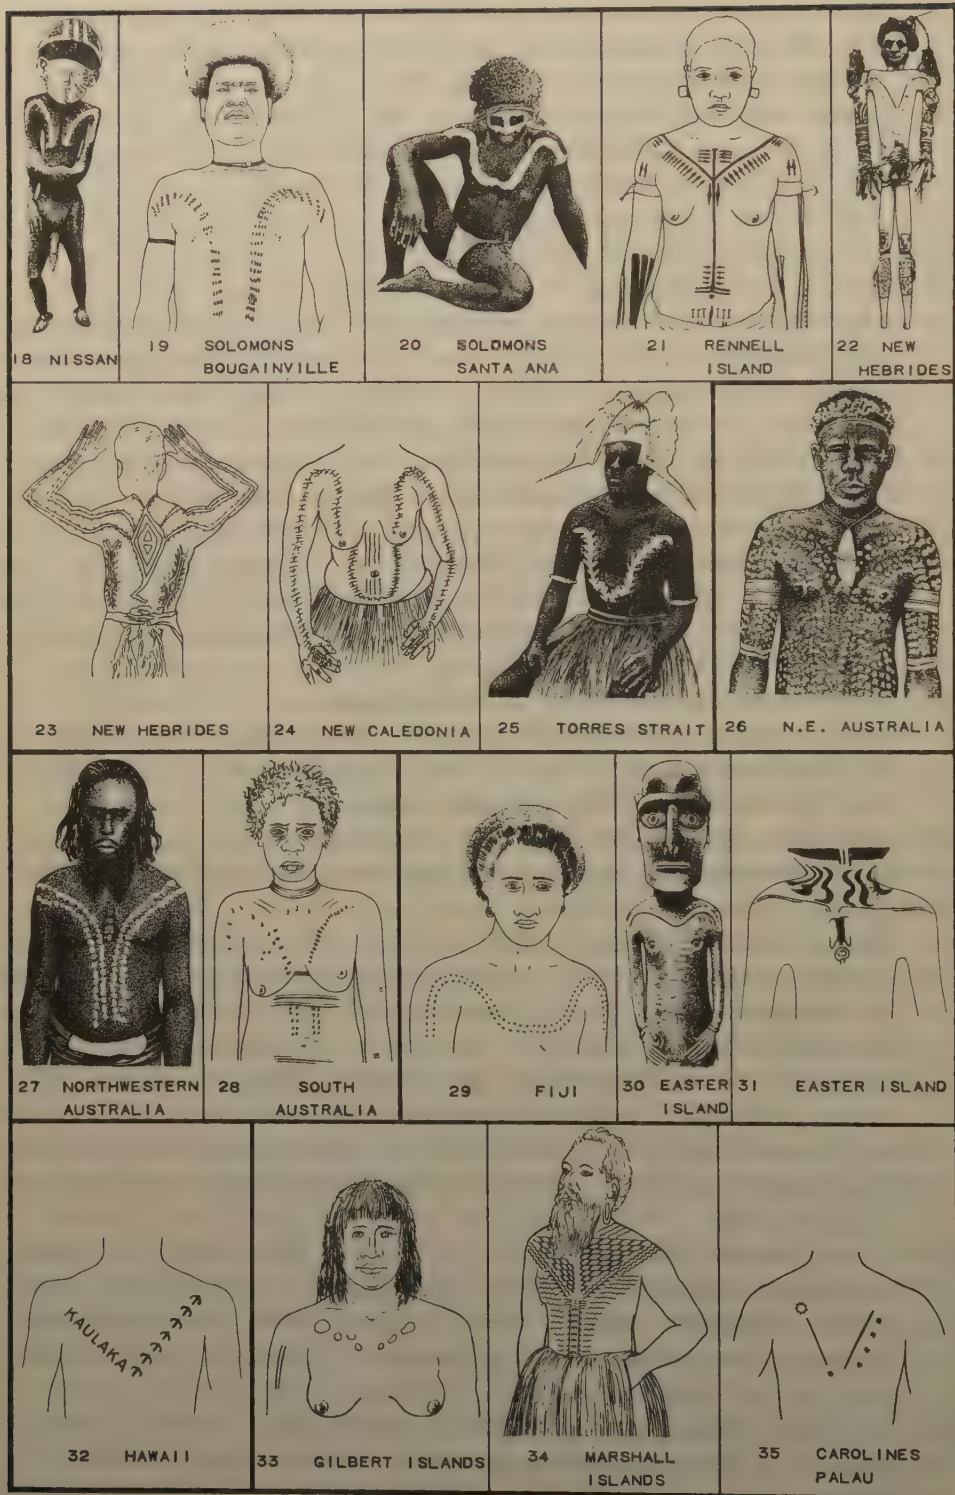 18 NISSAN
19 SOLOMONS
BOUGAINVILLE
20 SOLOMONS
SANTA ANA
21 RENNELL
ISLAND
22 NEW
HEBRIDES
23 NEW HEBRIDES
24 NEW CALEDONIA
25 TORRES STRAIT
26 N.E. AUSTRALIA
27 NORTHWESTERN
AUSTRALIA
28 SOUTH
AUSTRALIA
29 FIJI
30 EASTER
ISLAND
31 EASTER ISLAND
KAULAKA
32 HAWAII
33 GILBERT ISLANDS
34 MARSHALL
ISLANDS
35 CAROLINES
PALAU